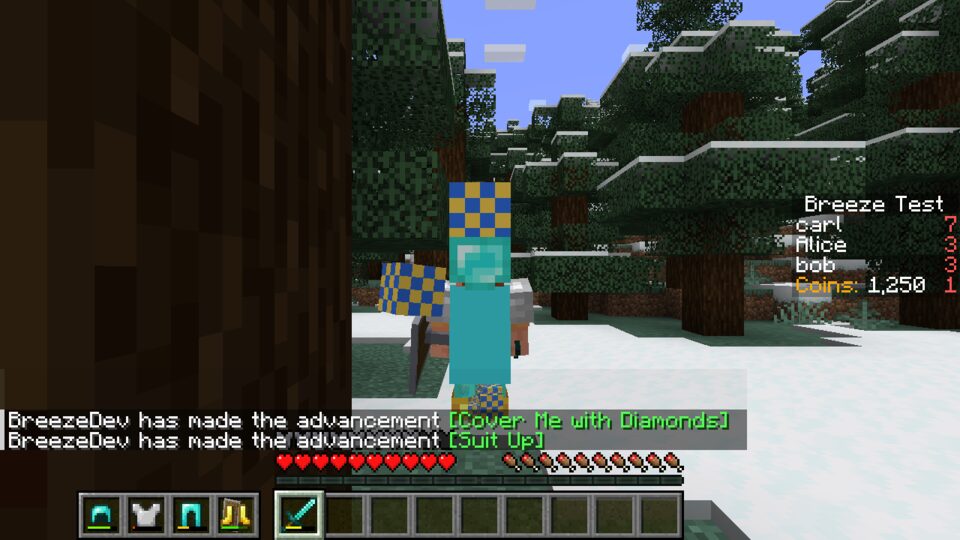 Breeze Test
carl 7
Alice 3
bob 3
Coins: 1,250 1
BreezeDev has made the advancement [Cover Me with Diamonds]
BreezeDev has made the advancement [Suit Up]